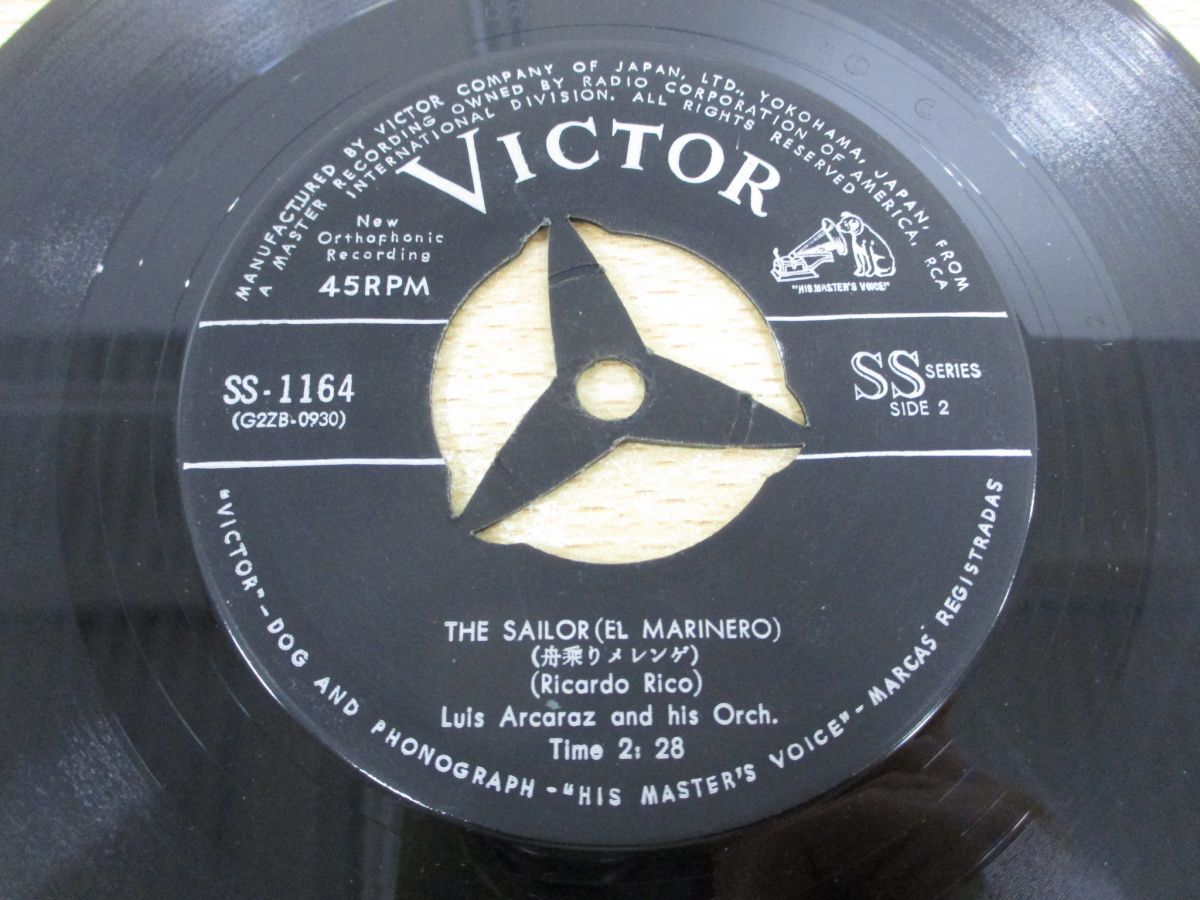 MANUFACTURED BY VICTOR COMPANY OF JAPAN, LTD., YOKOHAMA, JAPAN, FROM
A MASTER RECORDING OWNED BY RADIO CORPORATION OF AMERICA, RCA
INTERNATIONAL DIVISION. ALL RIGHTS RESERVED
VICTOR
New
Orthophonic
Recording
45RPM
"HIS MASTER'S VOICE"
SS-1164
(G2ZB-0930)
SS SERIES
SIDE 2
THE SAILOR (EL MARINERO)
(舟乗りメレンゲ)
(Ricardo Rico)
Luis Arcaraz and his Orch.
Time 2: 28
"VICTOR"-DOG AND PHONOGRAPH-"HIS MASTER'S VOICE"-MARCAS REGISTRADAS